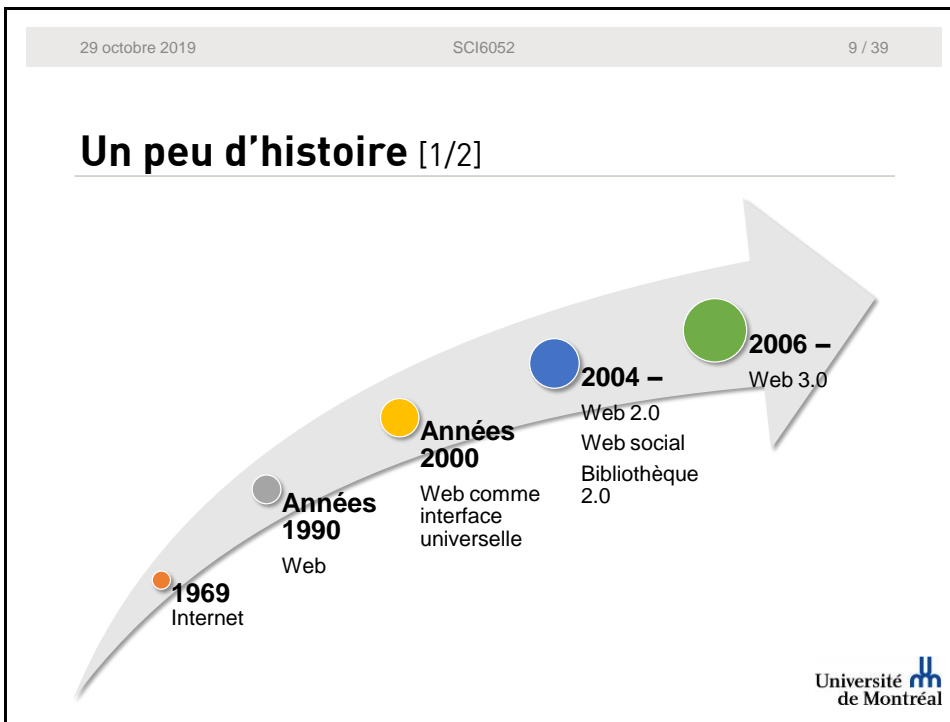 29 octobre 2019 SCI6052 9 / 39
Un peu d’histoire [1/2]
1969
Internet
Années
1990
Web
Années
2000
Web comme
interface
universelle
2004 –
Web 2.0
Web social
Bibliothèque
2.0
2006 –
Web 3.0
Université
de Montréal